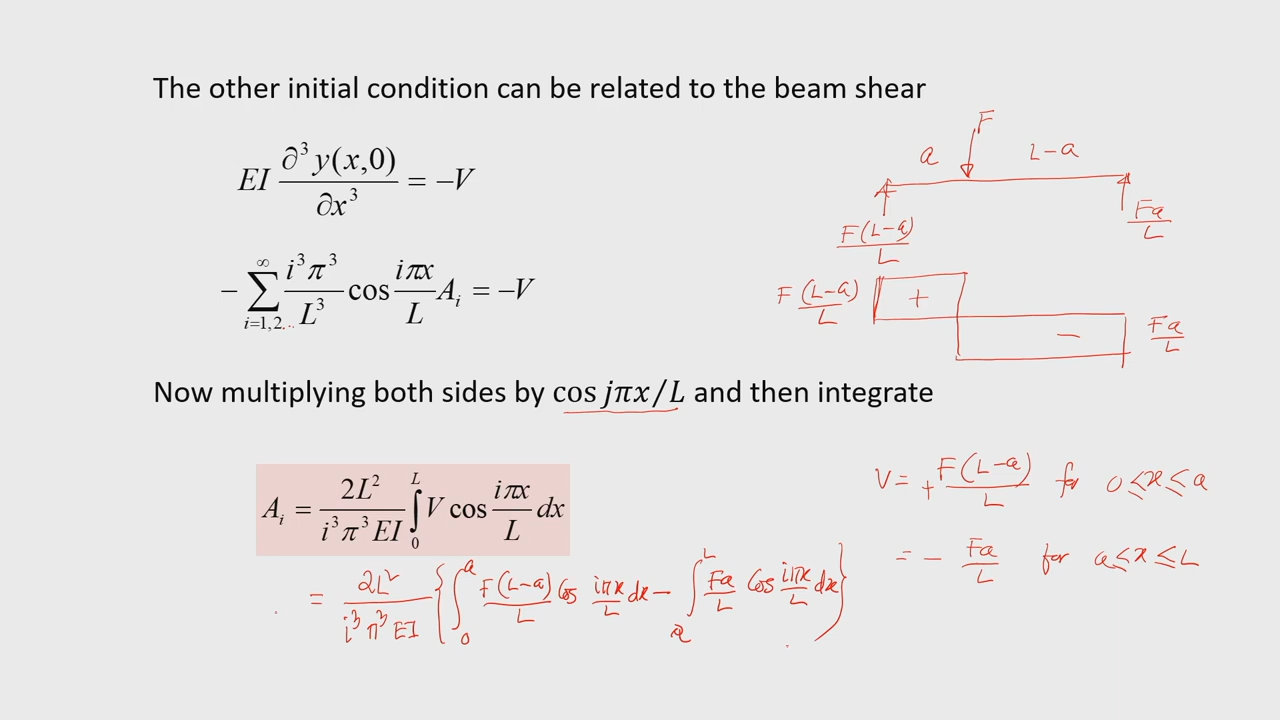 The other initial condition can be related to the beam shear
EI ∂³y(x,0)/∂x³ = −V
F
a
L-a
F(L-a)/L
Fa/L
−∑_{i=1,2...}^{∞} i³π³/L³ cos iπx/L A_i = −V
F(L-a)/L
+
−
Fa/L
Now multiplying both sides by cos jπx/L and then integrate
A_i = 2L²/i³π³EI ∫_0^L V cos iπx/L dx
V = + F(L-a)/L for 0≤x≤a
= − Fa/L for a≤x≤L
= 2L²/i³π³EI { ∫_0^a F(L-a)/L Cos iπx/L dx − ∫_a^L Fa/L Cos iπx/L dx }